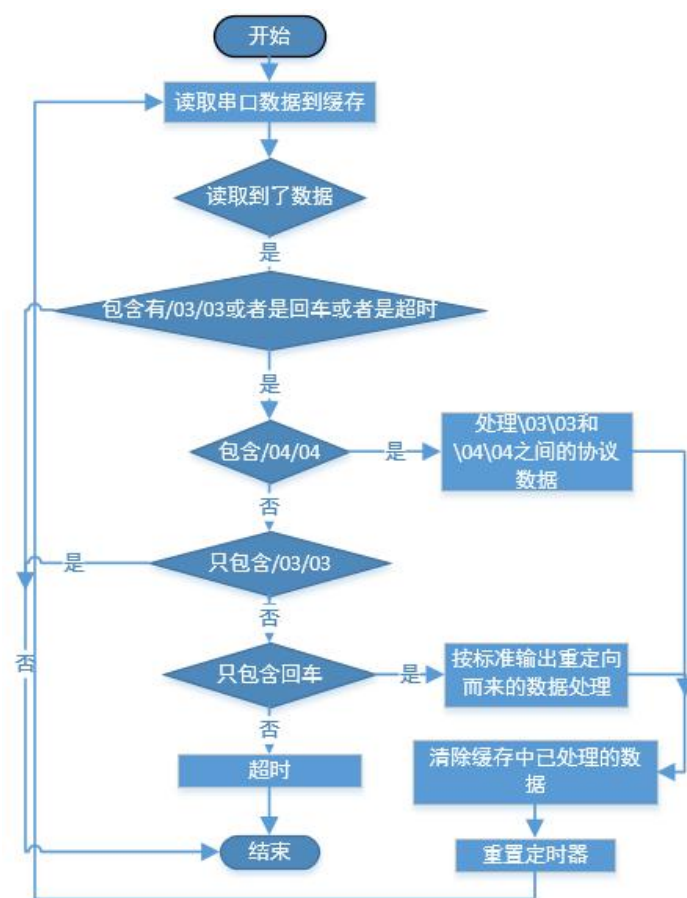 开始
读取串口数据到缓存
读取到了数据
是
包含有/03/03或者是回车或者是超时
是
包含/04/04
是
处理\03\03和
\04\04之间的协议
数据
否
只包含/03/03
是
否
否
只包含回车
是
按标准输出重定向
而来的数据处理
否
超时
清除缓存中已处理的数
据
结束
重置定时器